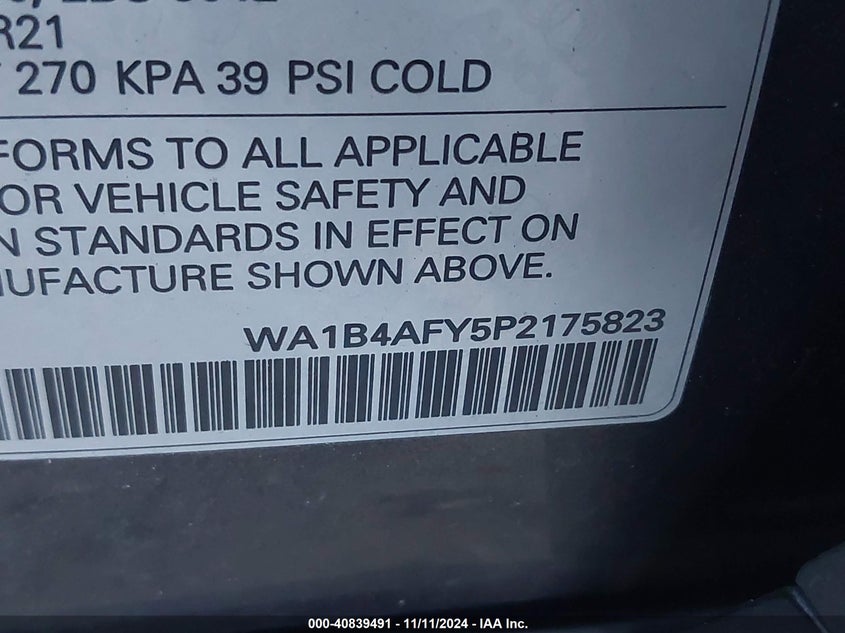 R21
270 KPA 39 PSI COLD
FORMS TO ALL APPLICABLE
OR VEHICLE SAFETY AND
N STANDARDS IN EFFECT ON
NUFACTURE SHOWN ABOVE.
WA1B4AFY5P2175823
000-40839491 - 11/11/2024 - IAA Inc.